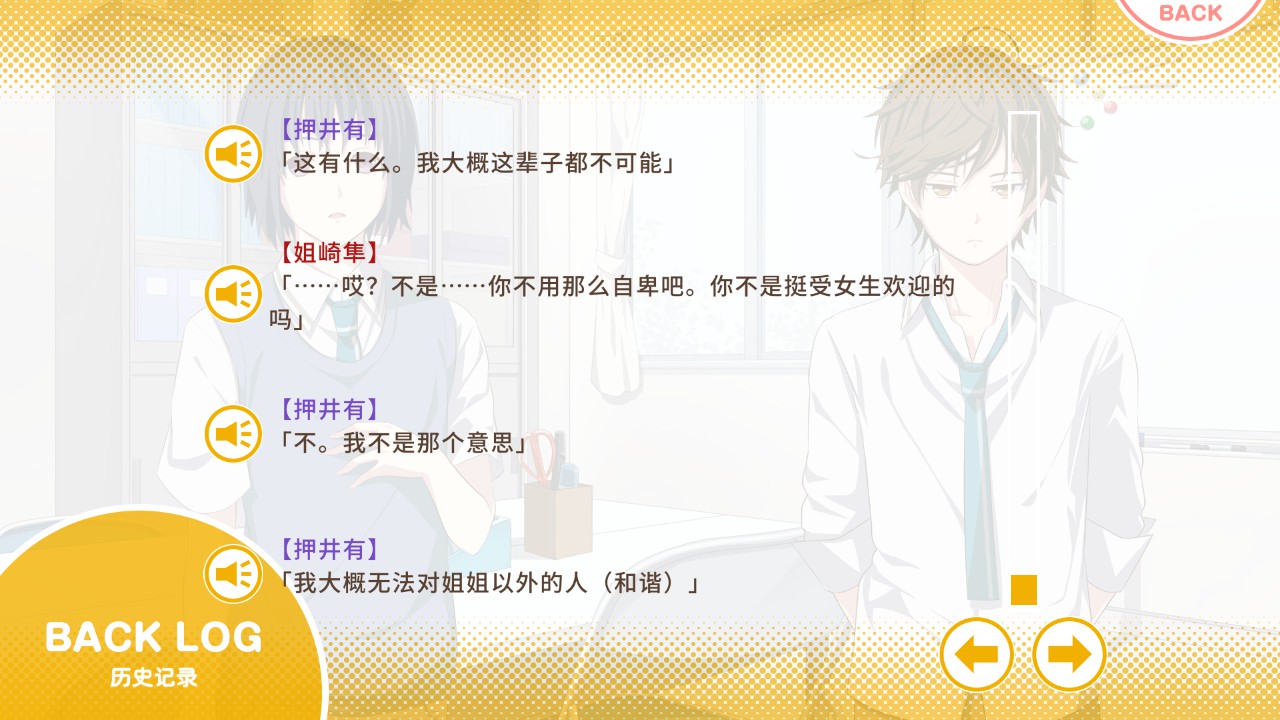 BACK
【押井有】
「这有什么。我大概这辈子都不可能」
【姐崎隼】
「……哎？不是……你不用那么自卑吧。你不是挺受女生欢迎的
吗」
【押井有】
「不。我不是那个意思」
【押井有】
「我大概无法对姐姐以外的人（和谐）」
BACK LOG
历史记录